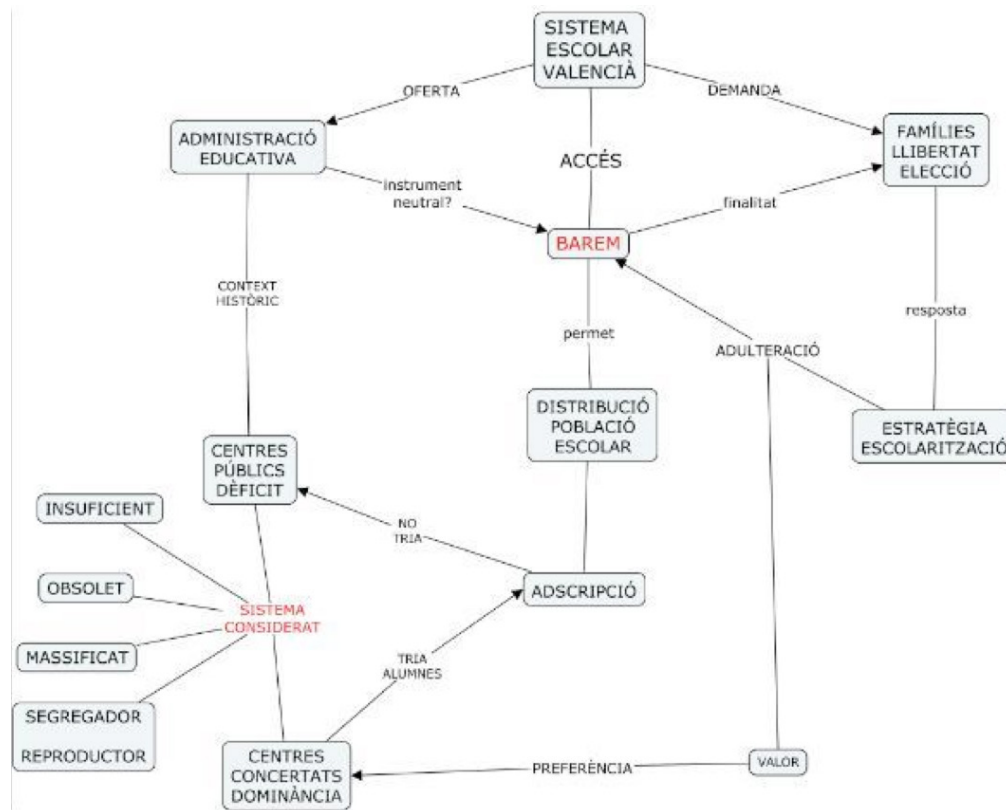 SISTEMA
ESCOLAR
VALENCIÀ
OFERTA
DEMANDA
ADMINISTRACIÓ
EDUCATIVA
FAMÍLIES
LLIBERTAT
ELECCIÓ
ACCÉS
instrument
neutral?
finalitat
BAREM
CONTEXT
HISTÒRIC
resposta
permet
ADULTERACIÓ
DISTRIBUCIÓ
POBLACIÓ
ESCOLAR
ESTRATÈGIA
ESCOLARITZACIÓ
CENTRES
PÚBLICS
DÈFICIT
INSUFICIENT
NO
TRIA
OBSOLET
ADSCRIPCIÓ
SISTEMA
CONSIDERAT
MASSIFICAT
TRIA
ALUMNES
SEGREGADOR
REPRODUCTOR
CENTRES
CONCERTATS
DOMINÀNCIA
PREFERÈNCIA
VALOR